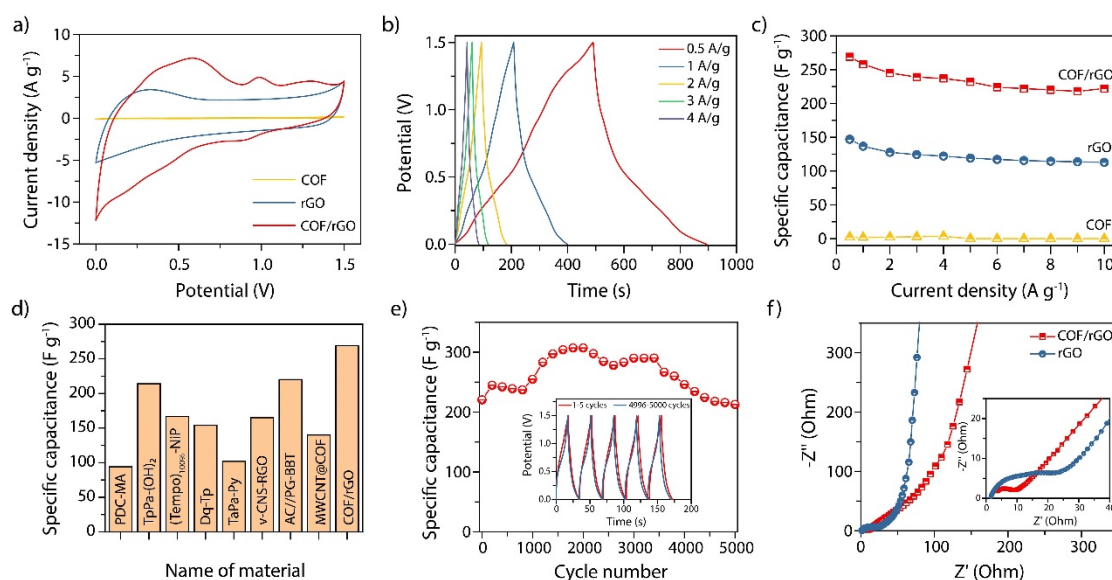 a)
Current density (A g⁻¹)
10
5
0
-5
-10
-15
0.0
0.5
1.0
1.5
Potential (V)
COF
rGO
COF/rGO
b)
Potential (V)
1.5
1.0
0.5
0.0
0
200
400
600
800
1000
Time (s)
0.5 A/g
1 A/g
2 A/g
3 A/g
4 A/g
c)
Specific capacitance (F g⁻¹)
300
250
200
150
100
50
0
0
2
4
6
8
10
Current density (A g⁻¹)
COF/rGO
rGO
COF
d)
Specific capacitance (F g⁻¹)
300
250
200
150
100
50
0
PDC-MA
TpPa-(OH)₂
(Tempo)₁₀₀%-NiP
Dq-Tp
TaPa-Py
v-CNS-RGO
AC//PG-BBT
MWCNT@COF
COF/rGO
Name of material
e)
Specific capacitance (F g⁻¹)
300
200
100
0
0
1000
2000
3000
4000
5000
Cycle number
1-5 cycles
4996-5000 cycles
Potential (V)
2.0
1.5
1.0
0.5
0.0
0
50
100
150
200
Time (s)
f)
-Z'' (Ohm)
300
200
100
0
0
100
200
300
Z' (Ohm)
COF/rGO
rGO
-Z'' (Ohm)
25
20
15
10
5
0
0
10
20
30
40
Z' (Ohm)